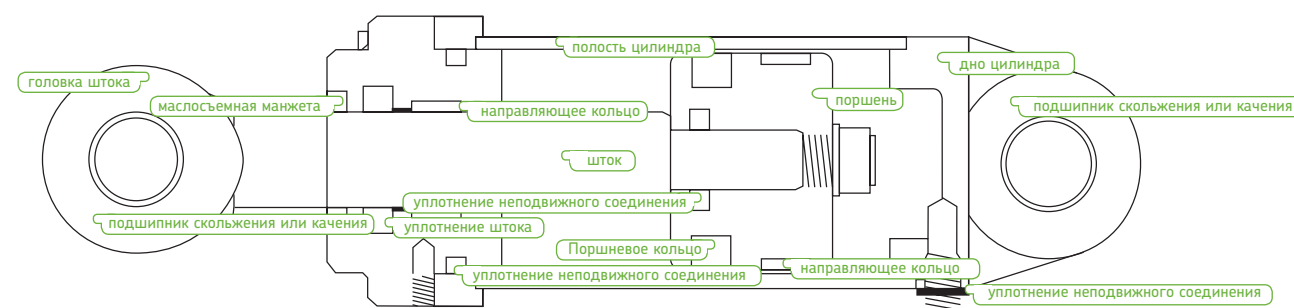 полость цилиндра
дно цилиндра
головка штока
маслосъемная манжета
направляющее кольцо
поршень
подшипник скольжения или качения
шток
уплотнение неподвижного соединения
подшипник скольжения или качения
уплотнение штока
Поршневое кольцо
уплотнение неподвижного соединения
направляющее кольцо
уплотнение неподвижного соединения